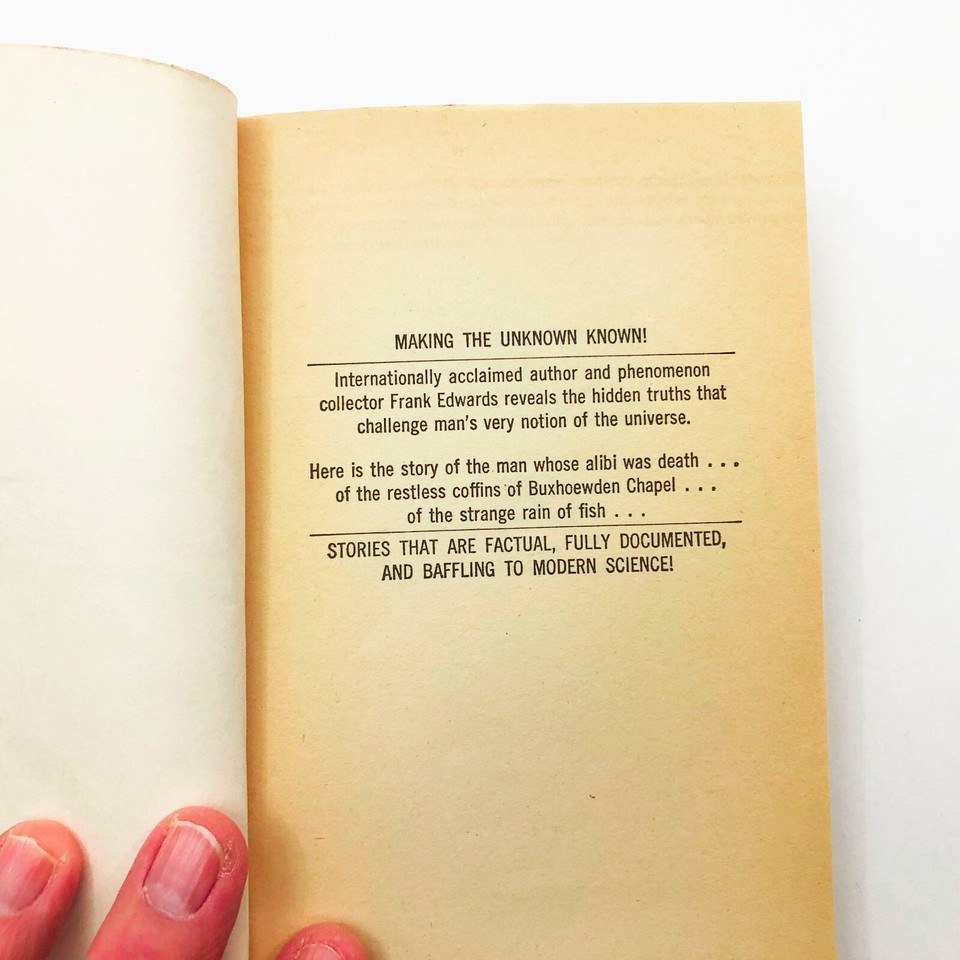 MAKING THE UNKNOWN KNOWN!
Internationally acclaimed author and phenomenon
collector Frank Edwards reveals the hidden truths that
challenge man's very notion of the universe.
Here is the story of the man whose alibi was death . . .
of the restless coffins of Buxhoewden Chapel . . .
of the strange rain of fish . . .
STORIES THAT ARE FACTUAL, FULLY DOCUMENTED,
AND BAFFLING TO MODERN SCIENCE!